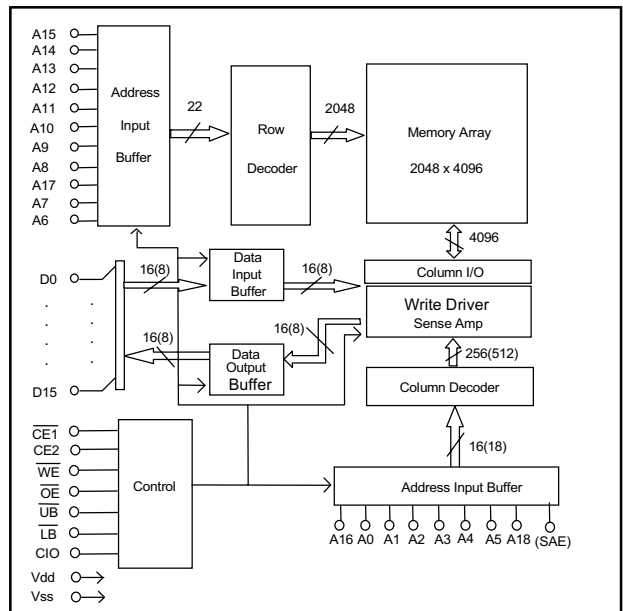 A15
A14
A13
A12
A11
A10
A9
A8
A17
A7
A6
Address
Input
Buffer
22
Row
Decoder
2048
Memory Array
2048 x 4096
4096
D0
.
.
.
.
D15
16(8)
Data
Input
Buffer
16(8)
Column I/O
Write Driver
Sense Amp
16(8)
Data
Output
Buffer
16(8)
256(512)
Column Decoder
16(18)
Address Input Buffer
A16 A0 A1 A2 A3 A4 A5 A18 (SAE)
CE1
CE2
WE
OE
UB
LB
CIO
Control
Vdd
Vss